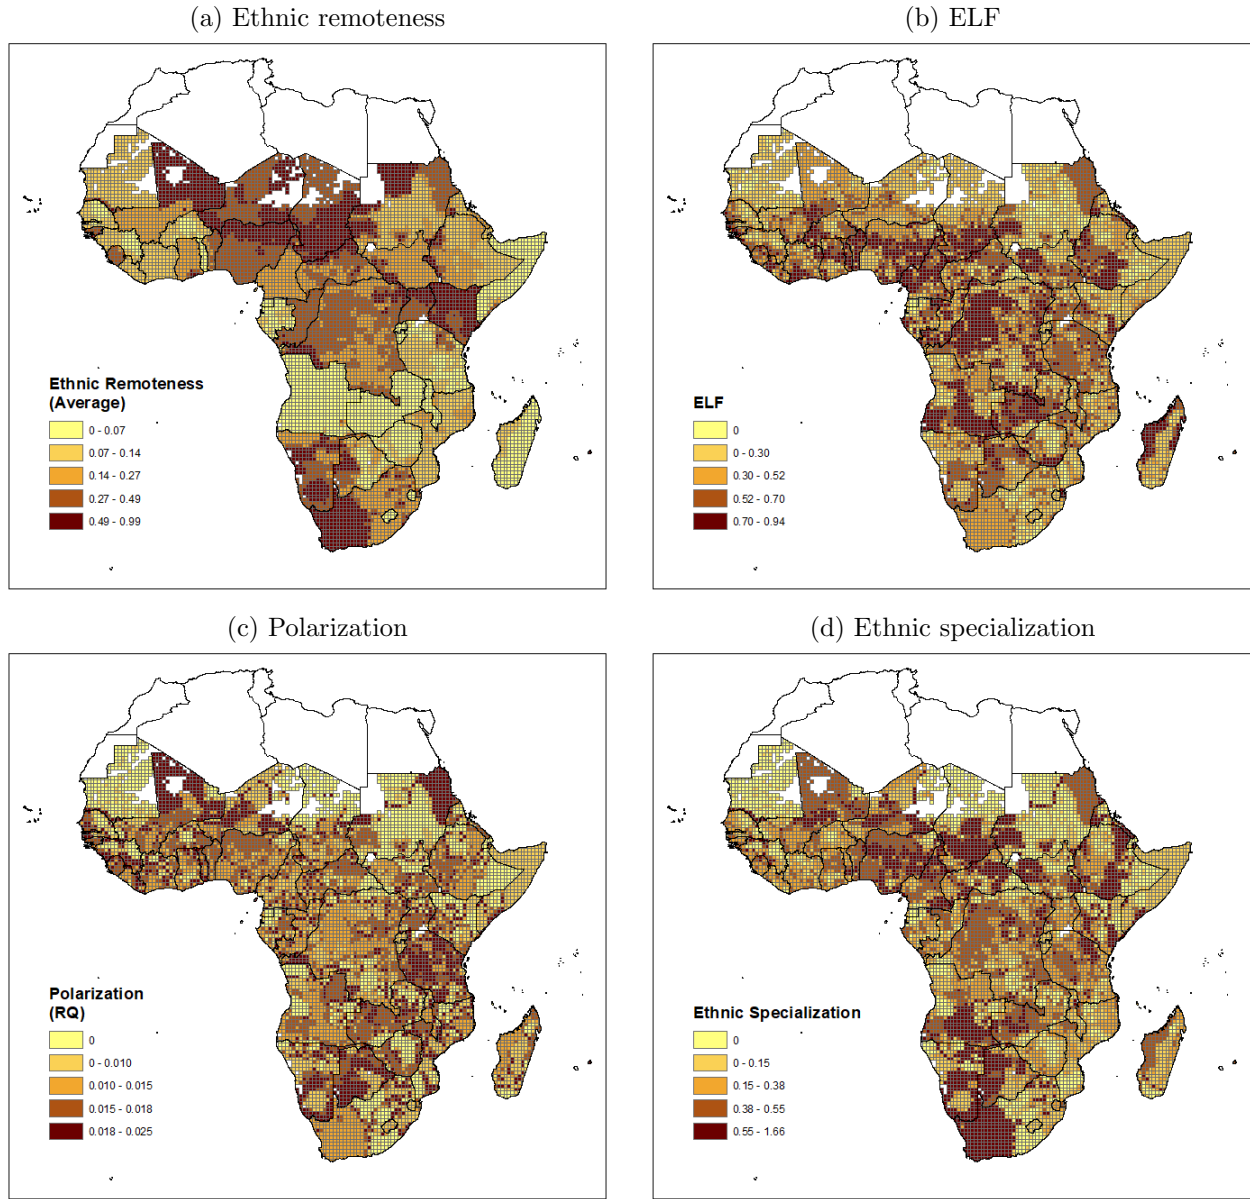 (a) Ethnic remoteness
(b) ELF
Ethnic Remoteness
(Average)
0 - 0.07
0.07 - 0.14
0.14 - 0.27
0.27 - 0.49
0.49 - 0.99
ELF
0
0 - 0.30
0.30 - 0.52
0.52 - 0.70
0.70 - 0.94
(c) Polarization
(d) Ethnic specialization
Polarization
(RQ)
0
0 - 0.010
0.010 - 0.015
0.015 - 0.018
0.018 - 0.025
Ethnic Specialization
0
0 - 0.15
0.15 - 0.38
0.38 - 0.55
0.55 - 1.66